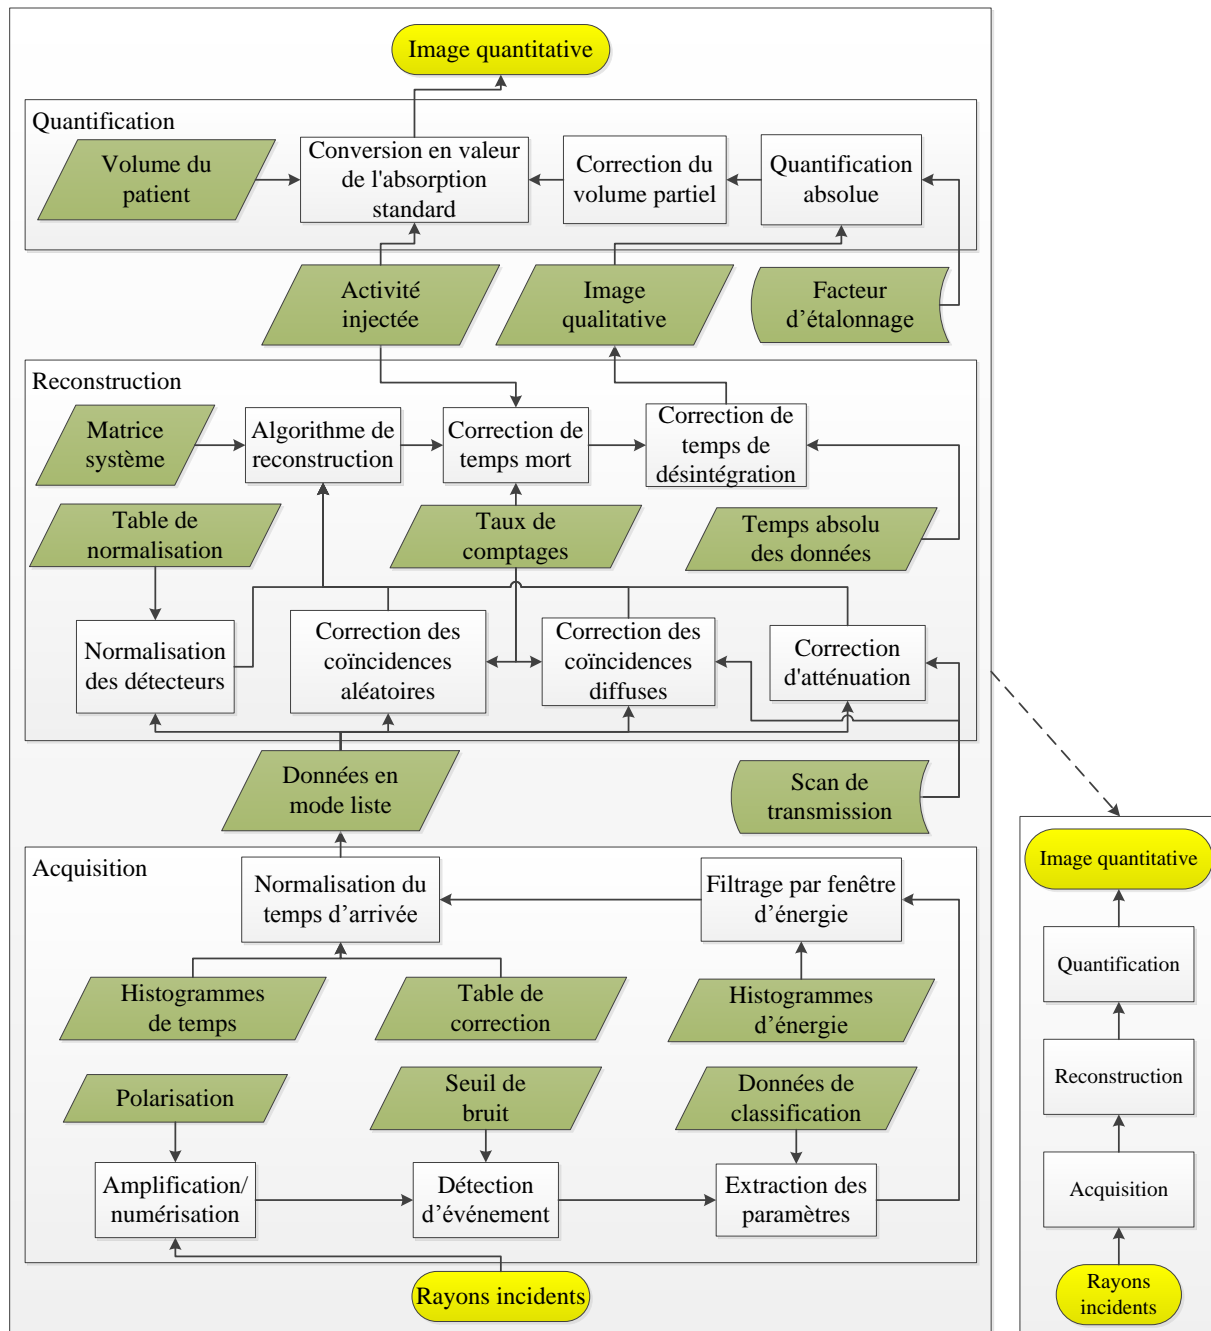 Image quantitative
Quantification
Volume du
patient
Conversion en valeur
de l'absorption
standard
Correction du
volume partiel
Quantification
absolue
Activité
injectée
Image
qualitative
Facteur
d’étalonnage
Reconstruction
Matrice
système
Algorithme de
reconstruction
Correction de
temps mort
Correction de
temps de
désintégration
Table de
normalisation
Taux de
comptages
Temps absolu
des données
Normalisation
des détecteurs
Correction des
coïncidences
aléatoires
Correction des
coïncidences
diffuses
Correction
d'atténuation
Données en
mode liste
Scan de
transmission
Acquisition
Normalisation du
temps d’arrivée
Filtrage par fenêtre
d’énergie
Histogrammes
de temps
Table de
correction
Histogrammes
d’énergie
Polarisation
Seuil de
bruit
Données de
classification
Amplification/
numérisation
Détection
d’événement
Extraction des
paramètres
Rayons incidents
Image quantitative
Quantification
Reconstruction
Acquisition
Rayons
incidents